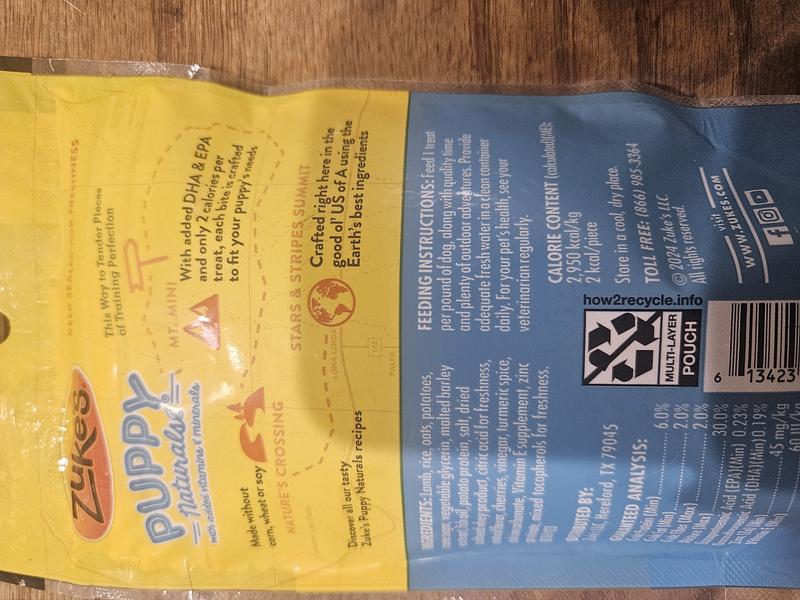 KEEP SEALED FOR FRESHNESS
Zuke's
PUPPY
Naturals®
with added vitamins & minerals
This Way to Tender Pieces
of Training Perfection
MT. MINI
With added DHA & EPA
and only 2 calories per
treat, each bite is crafted
to fit your puppy's needs
Made without
corn, wheat or soy
NATURE'S CROSSING
STARS & STRIPES SUMMIT
Crafted right here in the
good ol' US of A using the
Earth's best ingredients
LOMA LINDA
PALFA
Discover all our tasty
Zuke's Puppy Naturals recipes
FEEDING INSTRUCTIONS: Feed 1 treat
per pound of dog, along with quality time
and plenty of outdoor adventures. Provide
adequate fresh water in a clean container
daily. For your pet's health, see your
veterinarian regularly.
CALORIE CONTENT (calculated)(ME):
2,950 kcal/kg
2 kcal/piece
Store in a cool, dry place.
TOLL FREE: (866) 985-3364
© 2024 Zuke's LLC
All rights reserved.
visit
WWW.ZUKES.COM
INGREDIENTS: Lamb, rice, oats, potatoes,
vegetable glycerin, malted barley
potato protein, salt, dried
product, citric acid for freshness,
cherries, vinegar, turmeric spice,
Vitamin E supplement, zinc
mixed tocopherols for freshness.
Hereford, TX 79045
ANALYSIS:
6.0%
2.0%
2.0%
30.0%
Acid (EPA)(Min) 0.23%
Acid (DHA)(Min) 0.19%
45 mg/kg
60 IU/kg
how2recycle.info
MULTI-LAYER
POUCH
6 13423